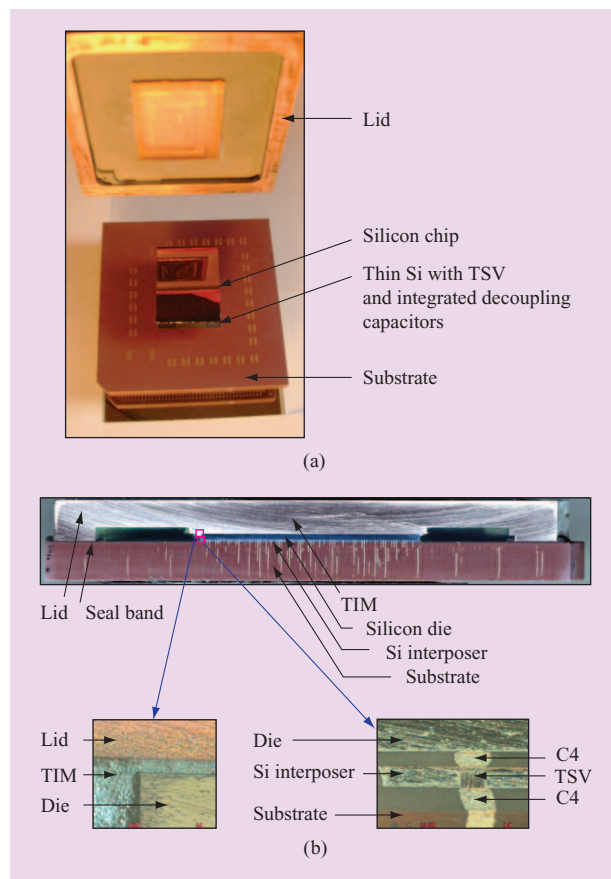 Lid
Silicon chip
Thin Si with TSV
and integrated decoupling
capacitors
Substrate
(a)
Lid
Seal band
TIM
Silicon die
Si interposer
Substrate
Lid
TIM
Die
Die
Si interposer
Substrate
C4
TSV
C4
(b)